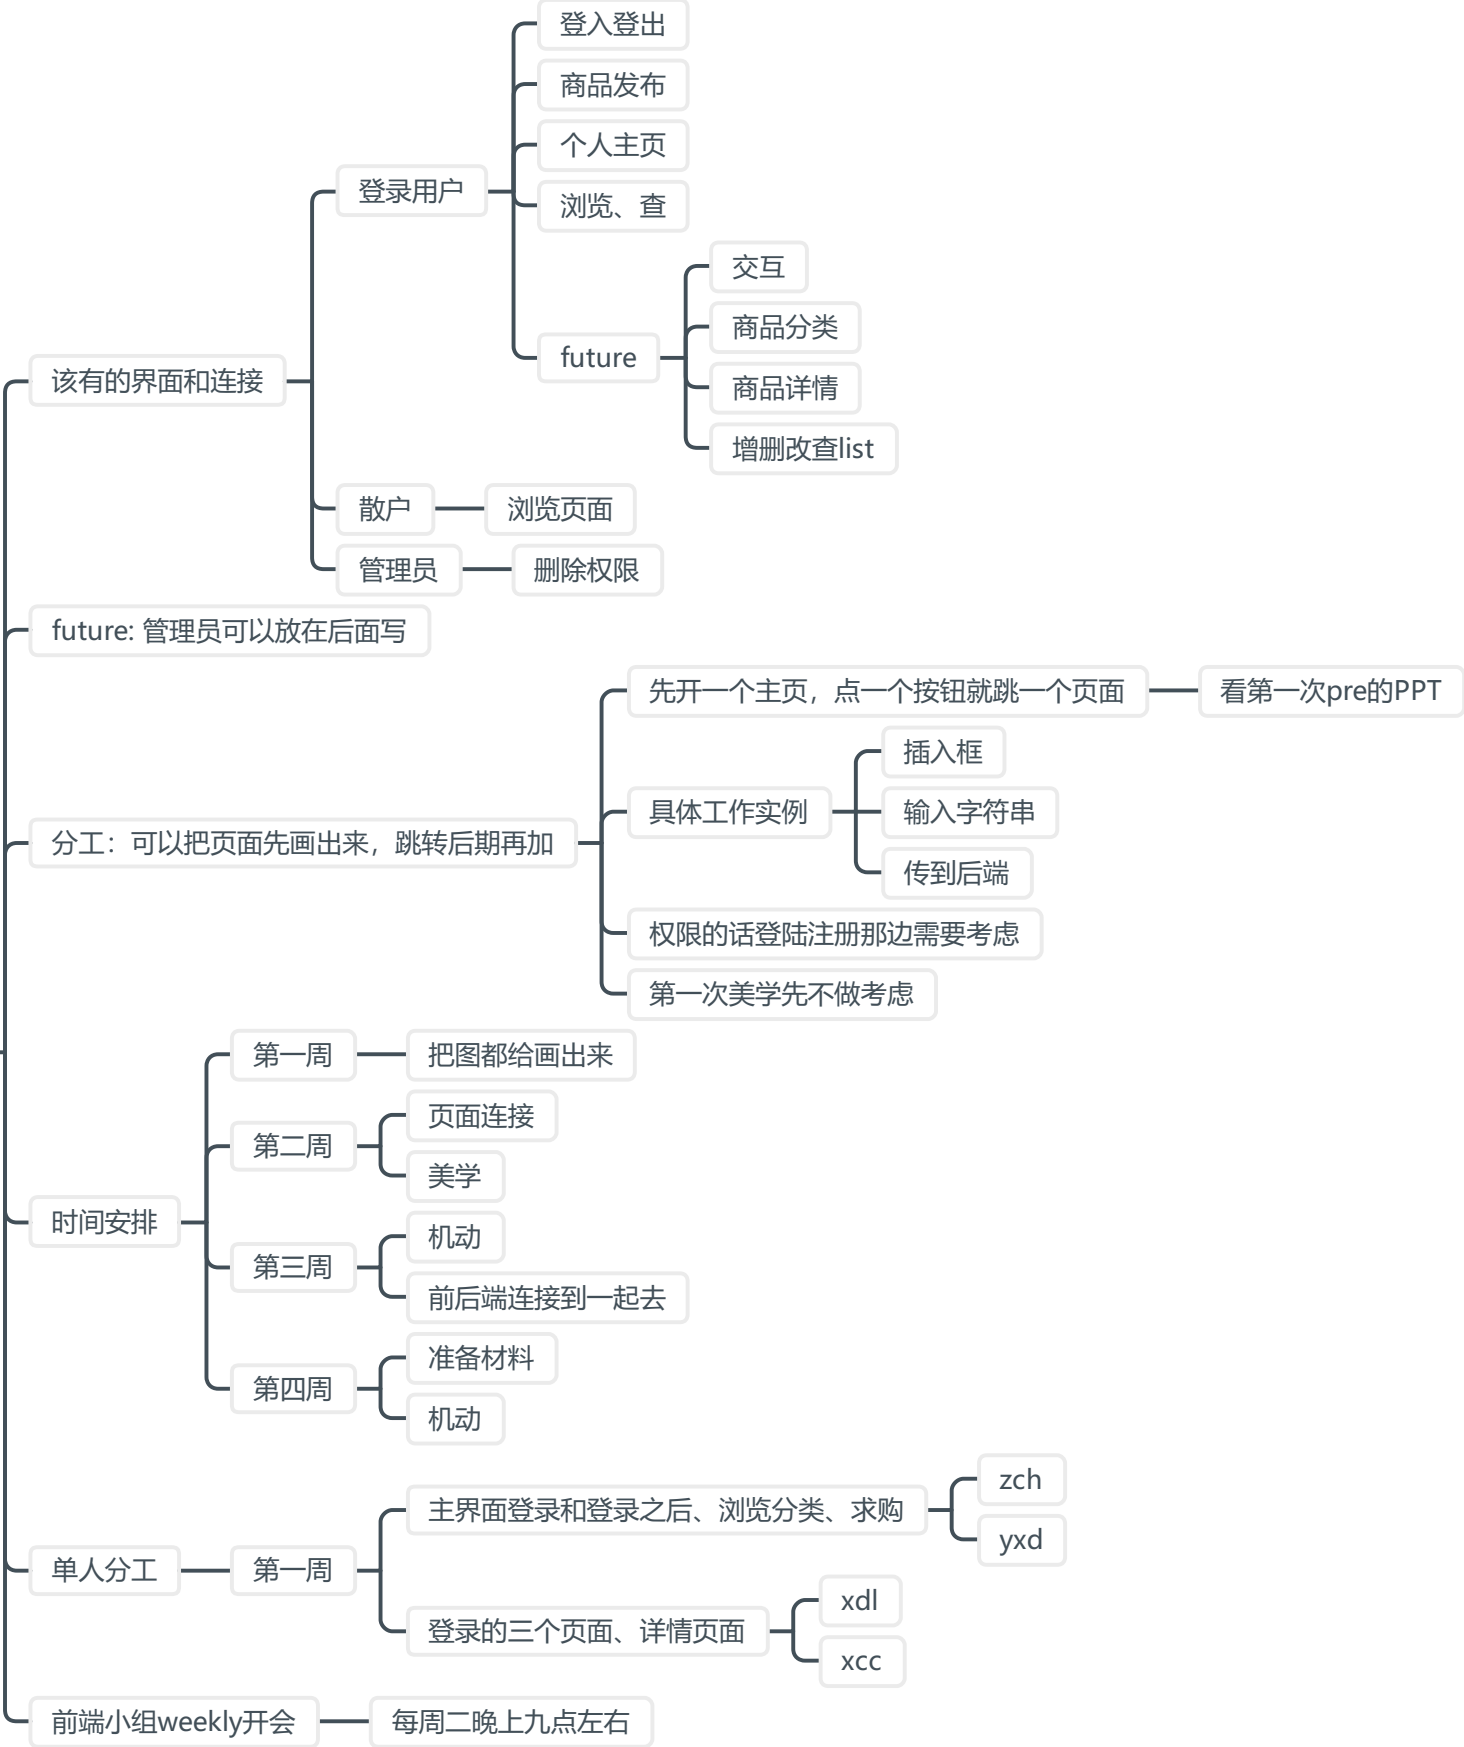 登入登出
商品发布
个人主页
登录用户
浏览、查
交互
商品分类
future
该有的界面和连接
商品详情
增删改查list
散户
浏览页面
管理员
删除权限
future: 管理员可以放在后面写
先开一个主页，点一个按钮就跳一个页面
看第一次pre的PPT
插入框
具体工作实例
输入字符串
分工：可以把页面先画出来，跳转后期再加
传到后端
权限的话登陆注册那边需要考虑
第一次美学先不做考虑
第一周
把图都给画出来
页面连接
第二周
美学
时间安排
机动
第三周
前后端连接到一起去
准备材料
第四周
机动
zch
主界面登录和登录之后、浏览分类、求购
yxd
单人分工
第一周
xdl
登录的三个页面、详情页面
xcc
前端小组weekly开会
每周二晚上九点左右